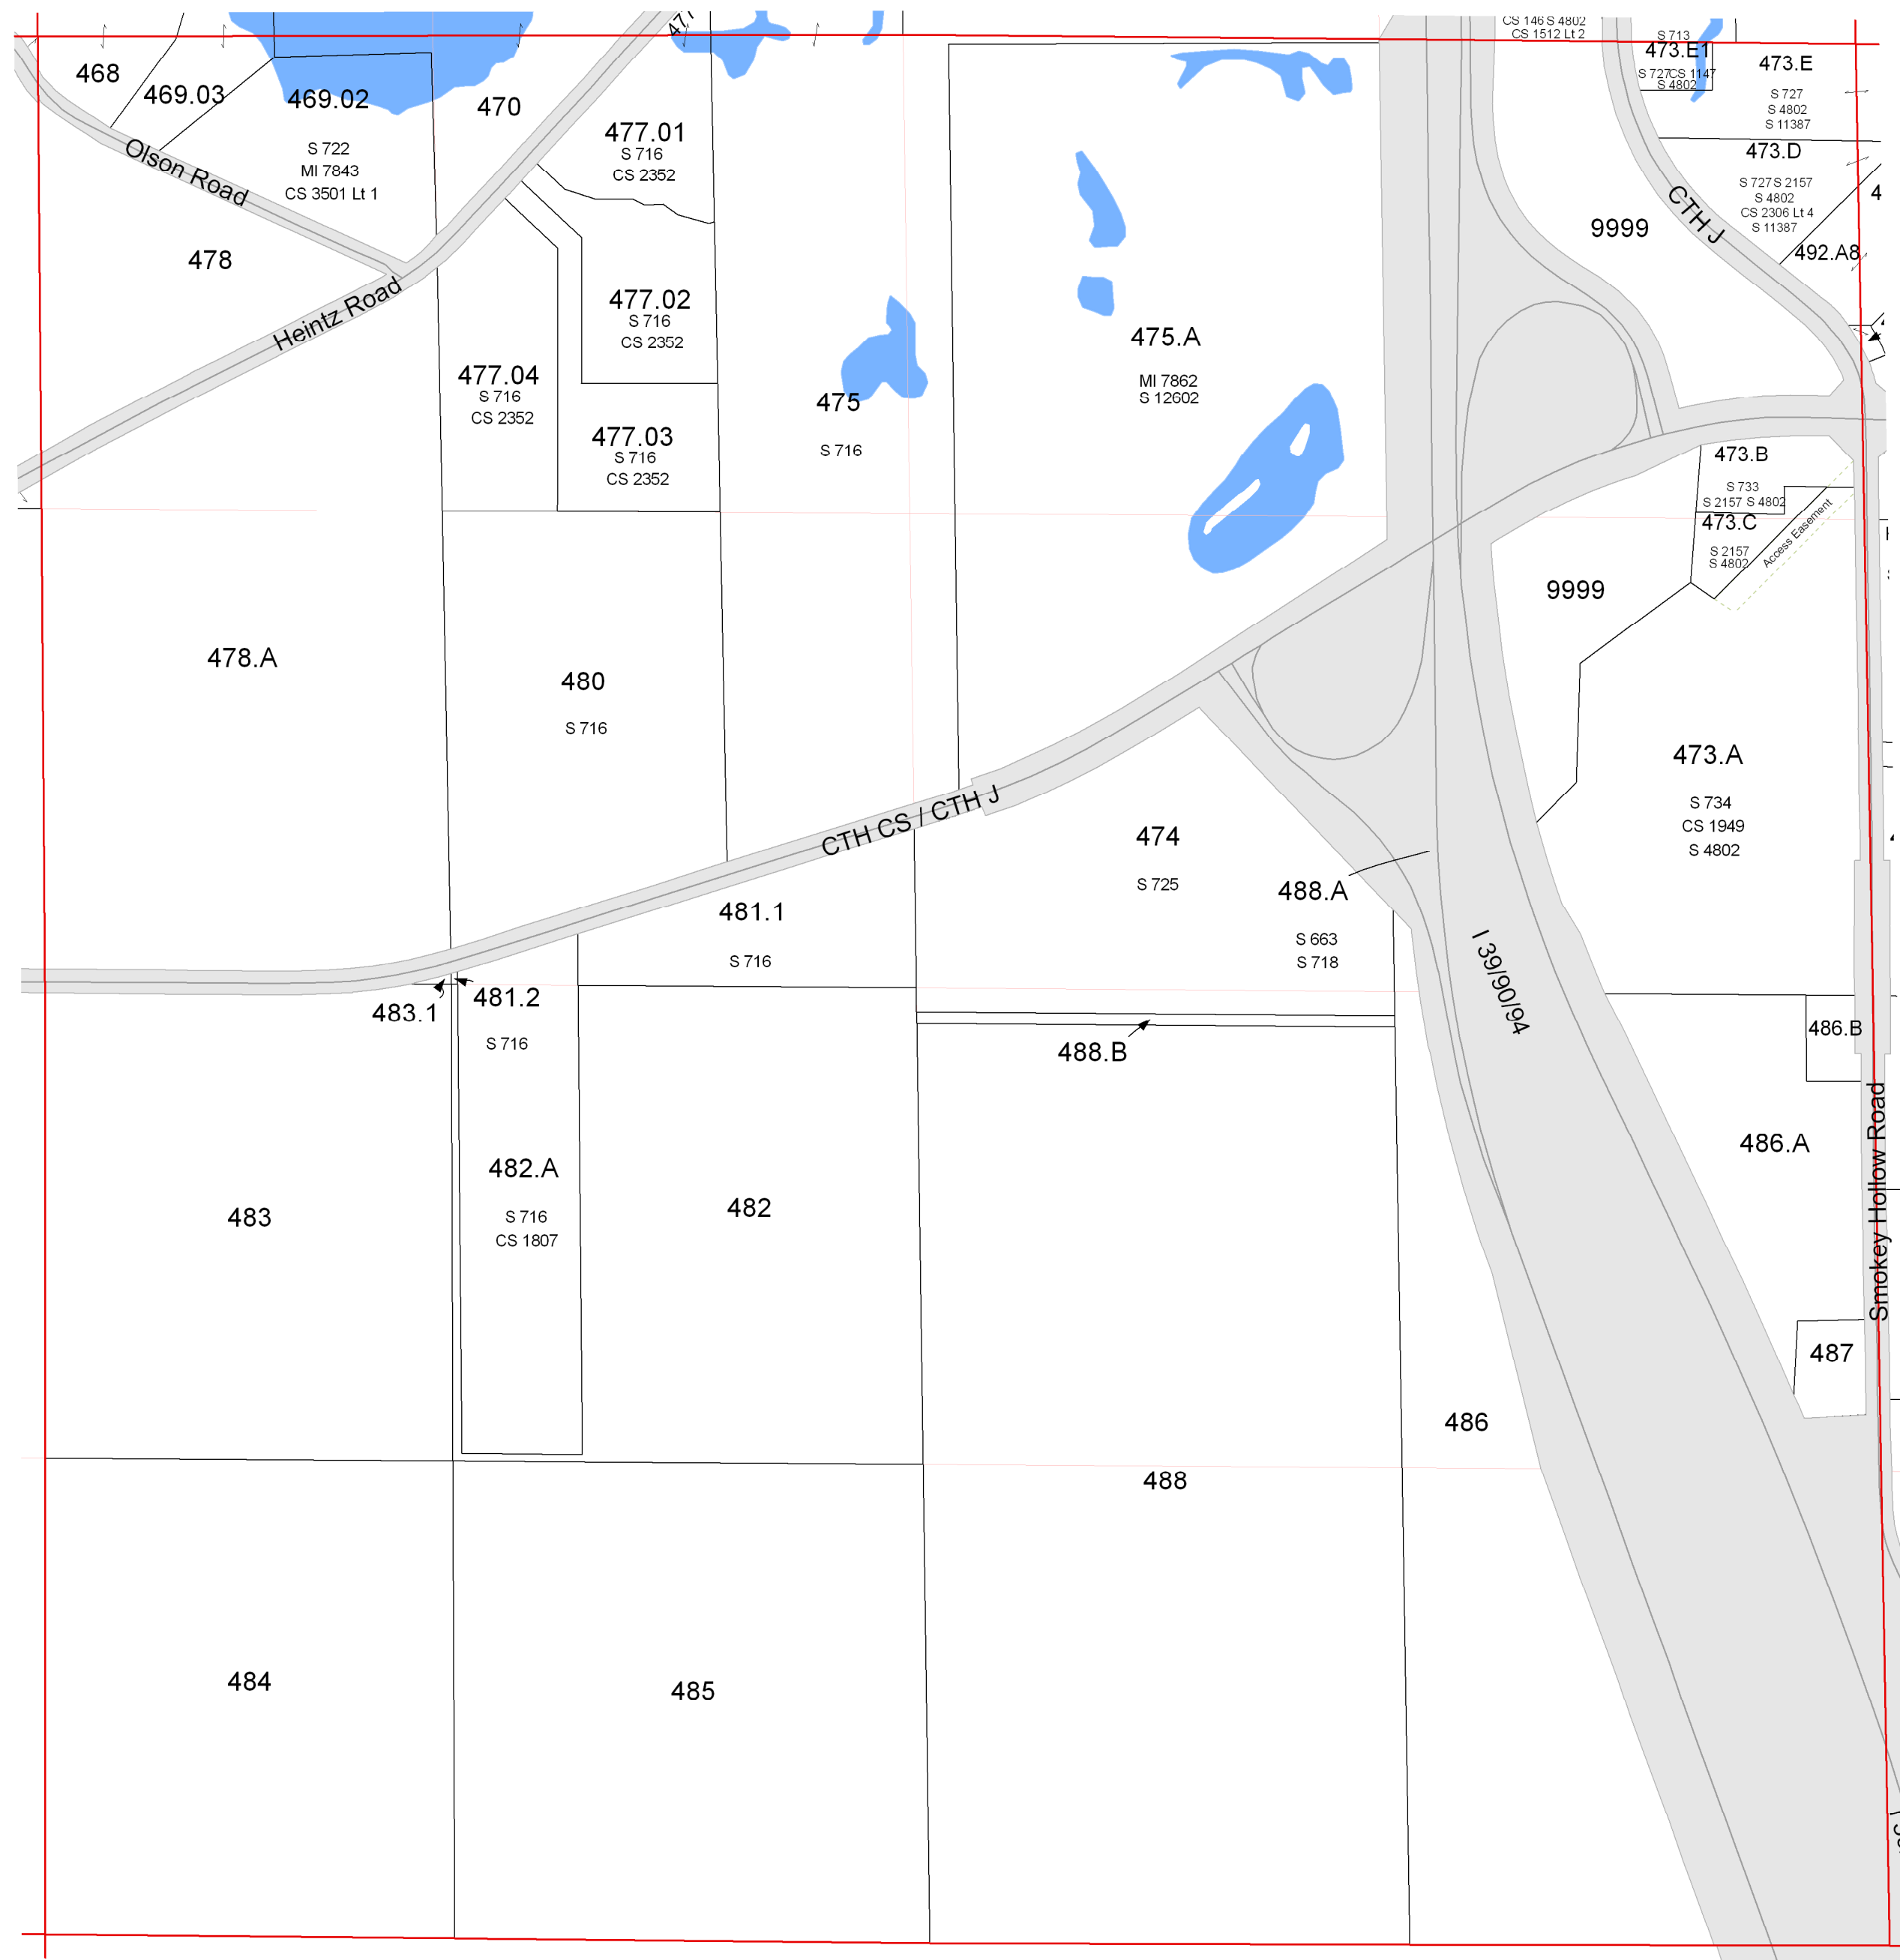 CS 146 S 4802
CS 1512 Lt 2
S 713
473.E1
S 727 CS 1147
S 4802
473.E
S 727
S 4802
S 11387
473.D
S 727 S 2157
S 4802
CS 2306 Lt 4
S 11387
492.A8
4
468
469.03
469.02
S 722
MI 7843
CS 3501 Lt 1
470
477
477.01
S 716
CS 2352
Olson Road
478
Heintz Road
477.02
S 716
CS 2352
477.04
S 716
CS 2352
477.03
S 716
CS 2352
475
S 716
475.A
MI 7862
S 12602
9999
CTH J
473.B
S 733
S 2157 S 4802
473.C
S 2157
S 4802
Access Easement
9999
478.A
480
S 716
473.A
S 734
CS 1949
S 4802
CTH CS / CTH J
474
S 725
488.A
S 663
S 718
481.1
S 716
I 39/90/94
483.1
481.2
S 716
488.B
486.B
486.A
Smokey Hollow Road
482.A
S 716
CS 1807
482
483
487
486
488
484
485